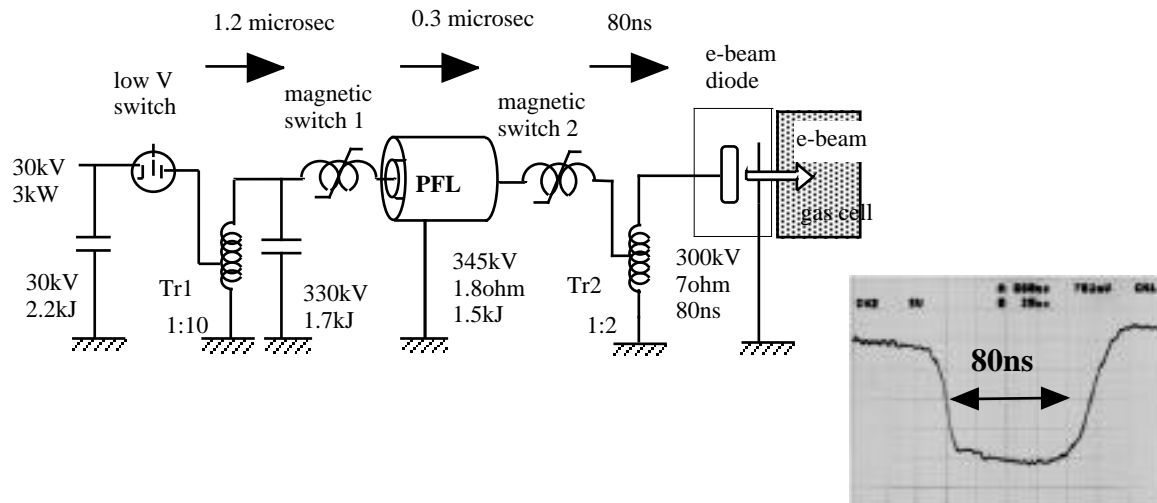 1.2 microsec
0.3 microsec
80ns
e-beam
diode
low V
switch
magnetic
switch 1
magnetic
switch 2
30kV
3kW
PFL
e-beam
gas cell
30kV
2.2kJ
Tr1
1:10
330kV
1.7kJ
345kV
1.8ohm
1.5kJ
Tr2
1:2
300kV
7ohm
80ns
80ns